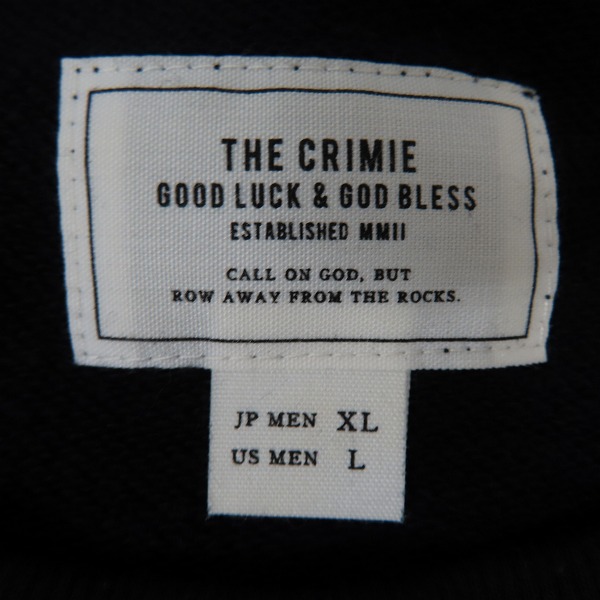 THE CRIMIE
GOOD LUCK & GOD BLESS
ESTABLISHED MMII
CALL ON GOD, BUT
ROW AWAY FROM THE ROCKS.
JP MEN XL
US MEN L